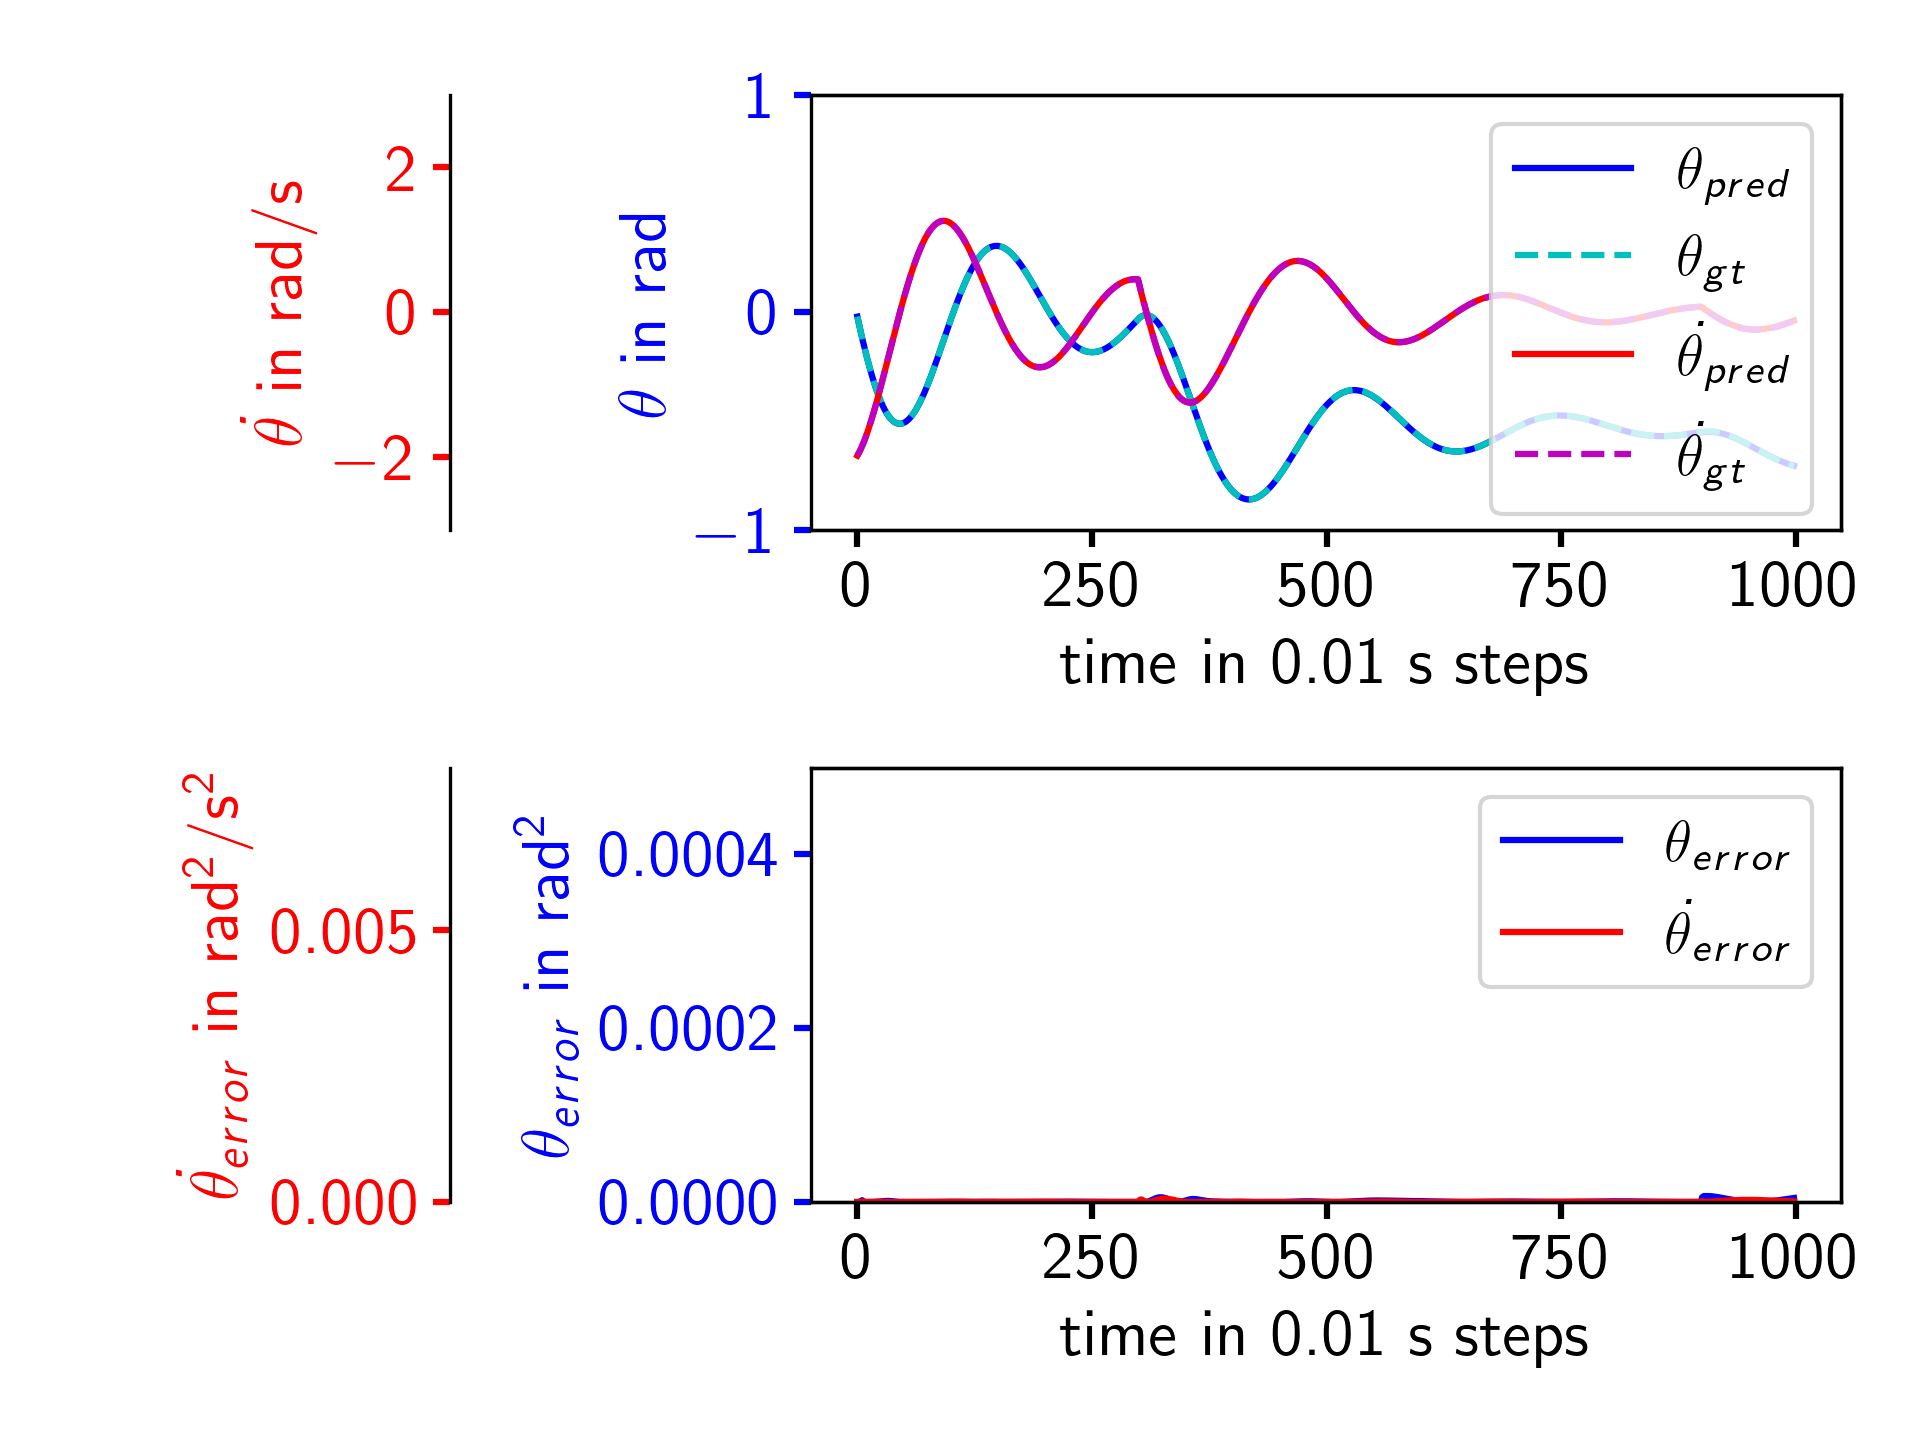 θ̇ in rad/s
2
0
−2
θ in rad
1
0
−1
θ_pred
θ_gt
θ̇_pred
θ̇_gt
0 250 500 750 1000
time in 0.01 s steps
θ̇_error in rad²/s²
0.005
0.000
θ_error in rad²
0.0004
0.0002
0.0000
θ_error
θ̇_error
0 250 500 750 1000
time in 0.01 s steps